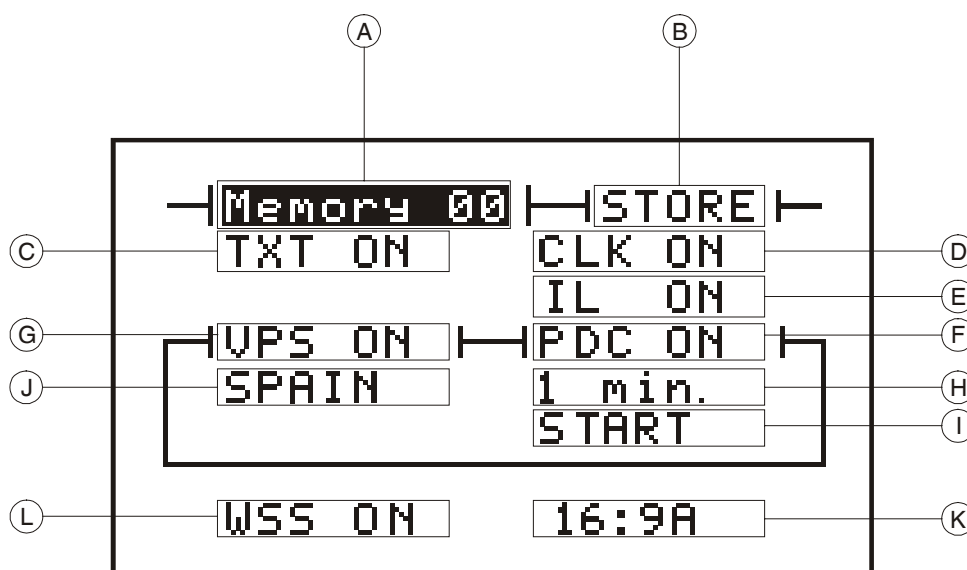 A B
Memory 00 STORE
C TXT ON CLK ON D
IL ON E
G VPS ON PDC ON F
J SPAIN 1 min. H
START I
L WSS ON 16:9A K